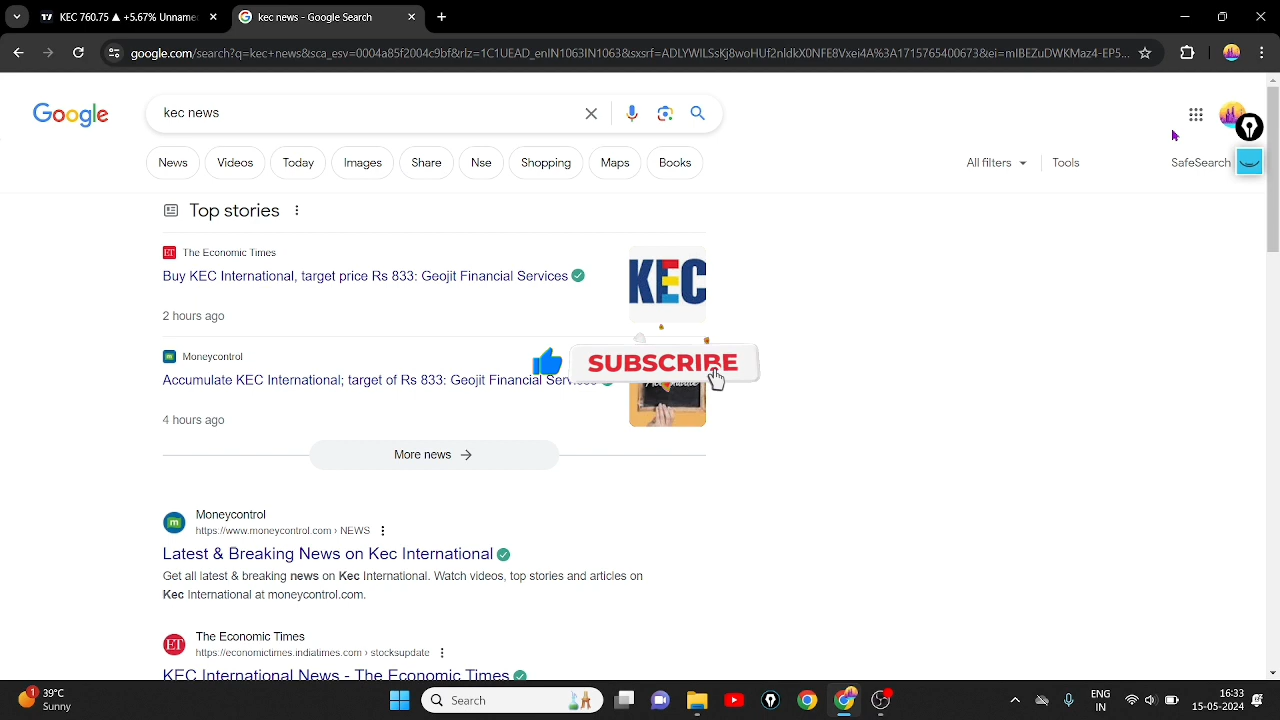 KEC 760.75 ▲ +5.67% Unname
kec news - Google Search
google.com/search?q=kec+news&sca_esv=0004a85f2004c9bf&rlz=1C1UEAD_enIN1063IN1063&sxsrf=ADLYWILSsKj8woHUf2nIdkX0NFE8Vxei4A%3A1715765400673&ei=mIBEZuDWKMaz4-EP5...
Google
kec news
News
Videos
Today
Images
Share
Nse
Shopping
Maps
Books
All filters
Tools
SafeSearch
Top stories
ET The Economic Times
Buy KEC International, target price Rs 833: Geojit Financial Services
KEC
2 hours ago
m Moneycontrol
SUBSCRIBE
Accumulate KEC International; target of Rs 833: Geojit Financial
4 hours ago
More news
m Moneycontrol
https://www.moneycontrol.com › NEWS
Latest & Breaking News on Kec International
Get all latest & breaking news on Kec International. Watch videos, top stories and articles on
Kec International at moneycontrol.com.
ET The Economic Times
https://economictimes.indiatimes.com › stocksupdate
KEC International News - The Economic Times
1
39°C
Sunny
Search
ENG
IN
16:33
15-05-2024